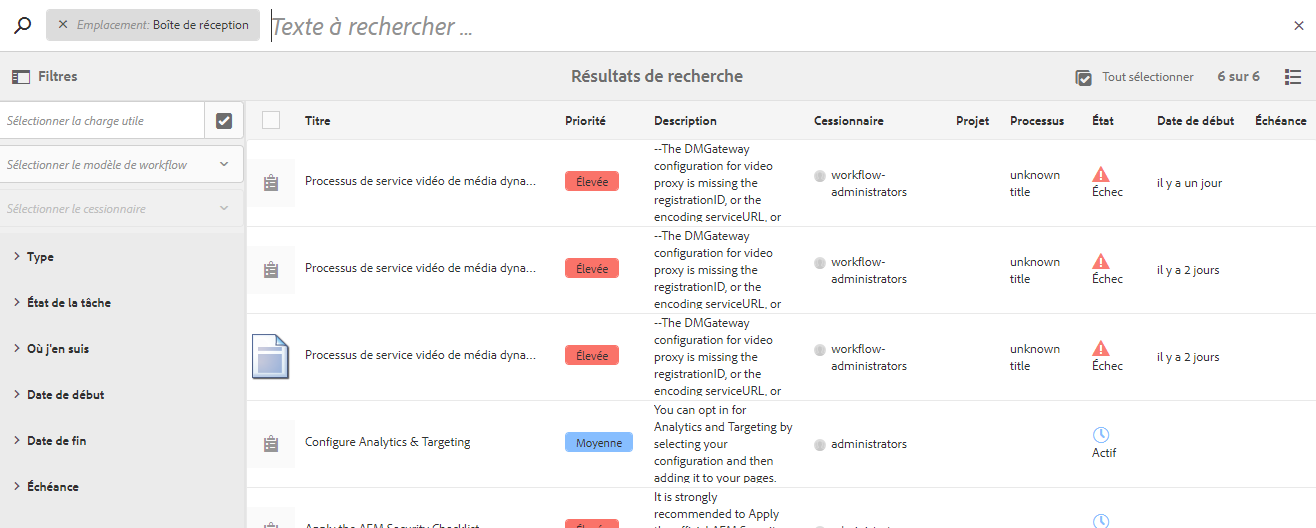 Emplacement: Boîte de réception
Texte à rechercher ...
Filtres
Résultats de recherche
Tout sélectionner
6 sur 6
Sélectionner la charge utile
Sélectionner le modèle de workflow
Sélectionner le cessionnaire
Type
État de la tâche
Où j'en suis
Date de début
Date de fin
Échéance
Titre Priorité Description Cessionnaire Projet Processus État Date de début Échéance
Processus de service vidéo de média dyna...
Élevée
--The DMGateway
configuration for video
proxy is missing the
registrationID, or the
encoding serviceURL, or
workflow-
administrators
unknown
title
Échec
il y a un jour
Processus de service vidéo de média dyna...
Élevée
--The DMGateway
configuration for video
proxy is missing the
registrationID, or the
encoding serviceURL, or
workflow-
administrators
unknown
title
Échec
il y a 2 jours
Processus de service vidéo de média dyna...
Élevée
--The DMGateway
configuration for video
proxy is missing the
registrationID, or the
encoding serviceURL, or
workflow-
administrators
unknown
title
Échec
il y a 2 jours
Configure Analytics & Targeting
Moyenne
You can opt in for
Analytics and Targeting by
selecting your
configuration and then
adding it to your pages.
administrators
Actif
Apply the AEM Security Checklist
Élevée
It is strongly
recommended to Apply